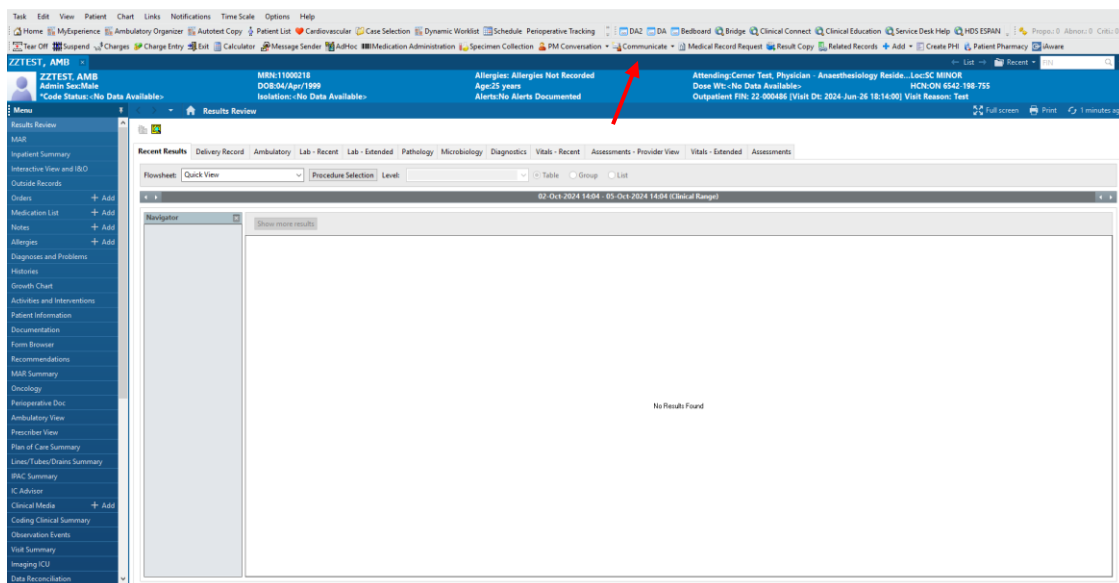 Task Edit View Patient Chart Links Notifications Time Scale Options Help
Home MyExperience Ambulatory Organizer Autotext Copy Patient List Cardiovascular Case Selection Dynamic Worklist Schedule Perioperative Tracking DA2 DA Bedboard Bridge Clinical Connect Clinical Education Service Desk Help HDS ESPAN Propo.: 0 Abnor.: 0 Critic: 0
Tear Off Suspend Charges Charge Entry Exit Calculator Message Sender AdHoc Medication Administration Specimen Collection PM Conversation Communicate Medical Record Request Result Copy Related Records Add Create PHI Patient Pharmacy iAware
ZZTEST, AMB × List Recent FIN
ZZTEST, AMB MRN:11000218 Allergies: Allergies Not Recorded Attending:Cerner Test, Physician - Anaesthesiology Reside...Loc:SC MINOR
Admin Sex:Male DOB:04/Apr/1999 Age:25 years Dose Wt:<No Data Available> HCN:ON 6542-198-755
*Code Status:<No Data Available> Isolation:<No Data Available> Alerts:No Alerts Documented Outpatient FIN: 22-000486 [Visit Dt: 2024-Jun-26 18:14:00] Visit Reason: Test
Menu Results Review Full screen Print 1 minutes ag
Results Review
MAR
Inpatient Summary
Interactive View and I&O
Outside Records
Orders + Add
Medication List + Add
Notes + Add
Allergies + Add
Diagnoses and Problems
Histories
Growth Chart
Activities and Interventions
Patient Information
Documentation
Form Browser
Recommendations
MAR Summary
Oncology
Perioperative Doc
Ambulatory View
Prescriber View
Plan of Care Summary
Lines/Tubes/Drains Summary
IPAC Summary
IC Advisor
Clinical Media + Add
Coding Clinical Summary
Observation Events
Visit Summary
Imaging ICU
Data Reconciliation
Recent Results Delivery Record Ambulatory Lab - Recent Lab - Extended Pathology Microbiology Diagnostics Vitals - Recent Assessments - Provider View Vitals - Extended Assessments
Flowsheet: Quick View Procedure Selection Level: Table Group List
02-Oct-2024 14:04 - 05-Oct-2024 14:04 (Clinical Range)
Navigator
Show more results
No Results Found